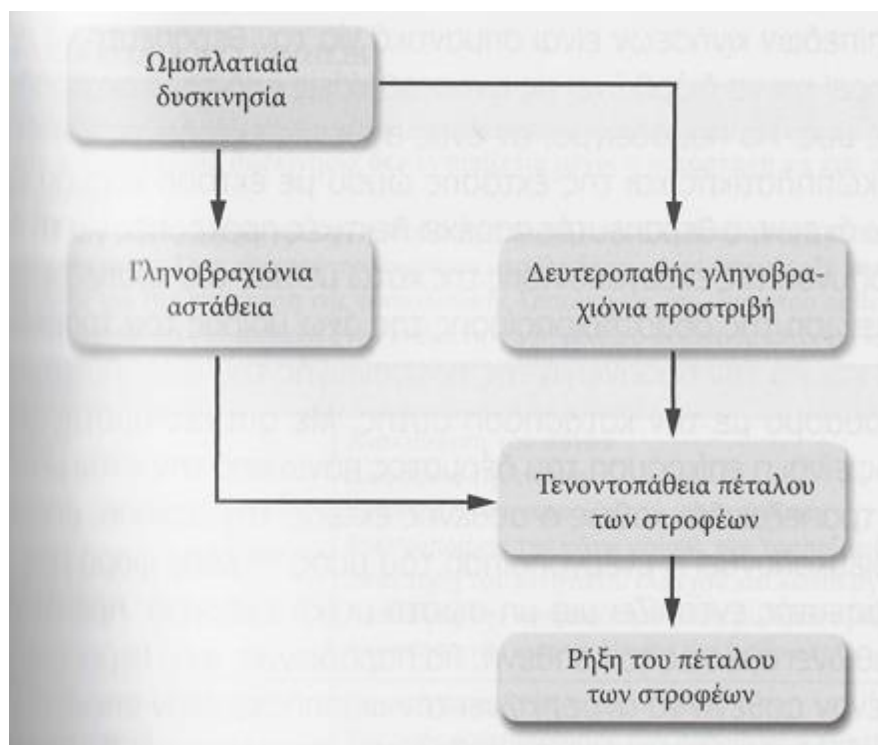 Ωμοπλατιαία
δυσκινησία
Γληνοβραχιόνια
αστάθεια
Δευτεροπαθής γληνοβρα-
χιόνια προστριβή
Τενοντοπάθεια πέταλου
των στροφέων
Ρήξη του πέταλου
των στροφέων